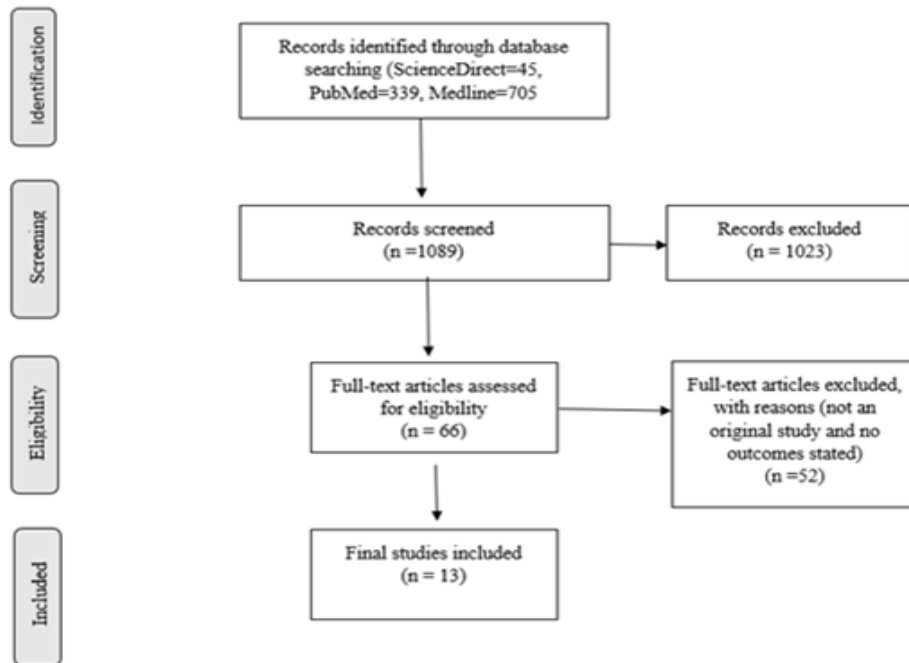 Identification
Records identified through database
searching (ScienceDirect=45,
PubMed=339, Medline=705
Screening
Records screened
(n =1089)
Records excluded
(n = 1023)
Eligibility
Full-text articles assessed
for eligibility
(n = 66)
Full-text articles excluded,
with reasons (not an
original study and no
outcomes stated)
(n =52)
Included
Final studies included
(n = 13)